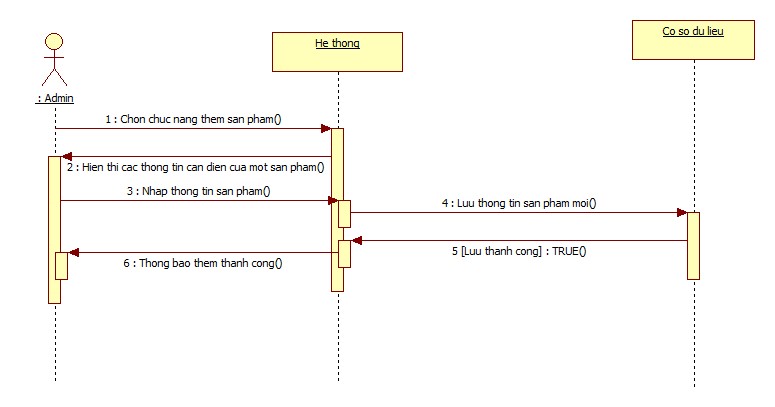 He thong
Co so du lieu
: Admin
1 : Chon chuc nang them san pham()
2 : Hien thi cac thong tin can dien cua mot san pham()
3 : Nhap thong tin san pham()
4 : Luu thong tin san pham moi()
5 [Luu thanh cong] : TRUE()
6 : Thong bao them thanh cong()